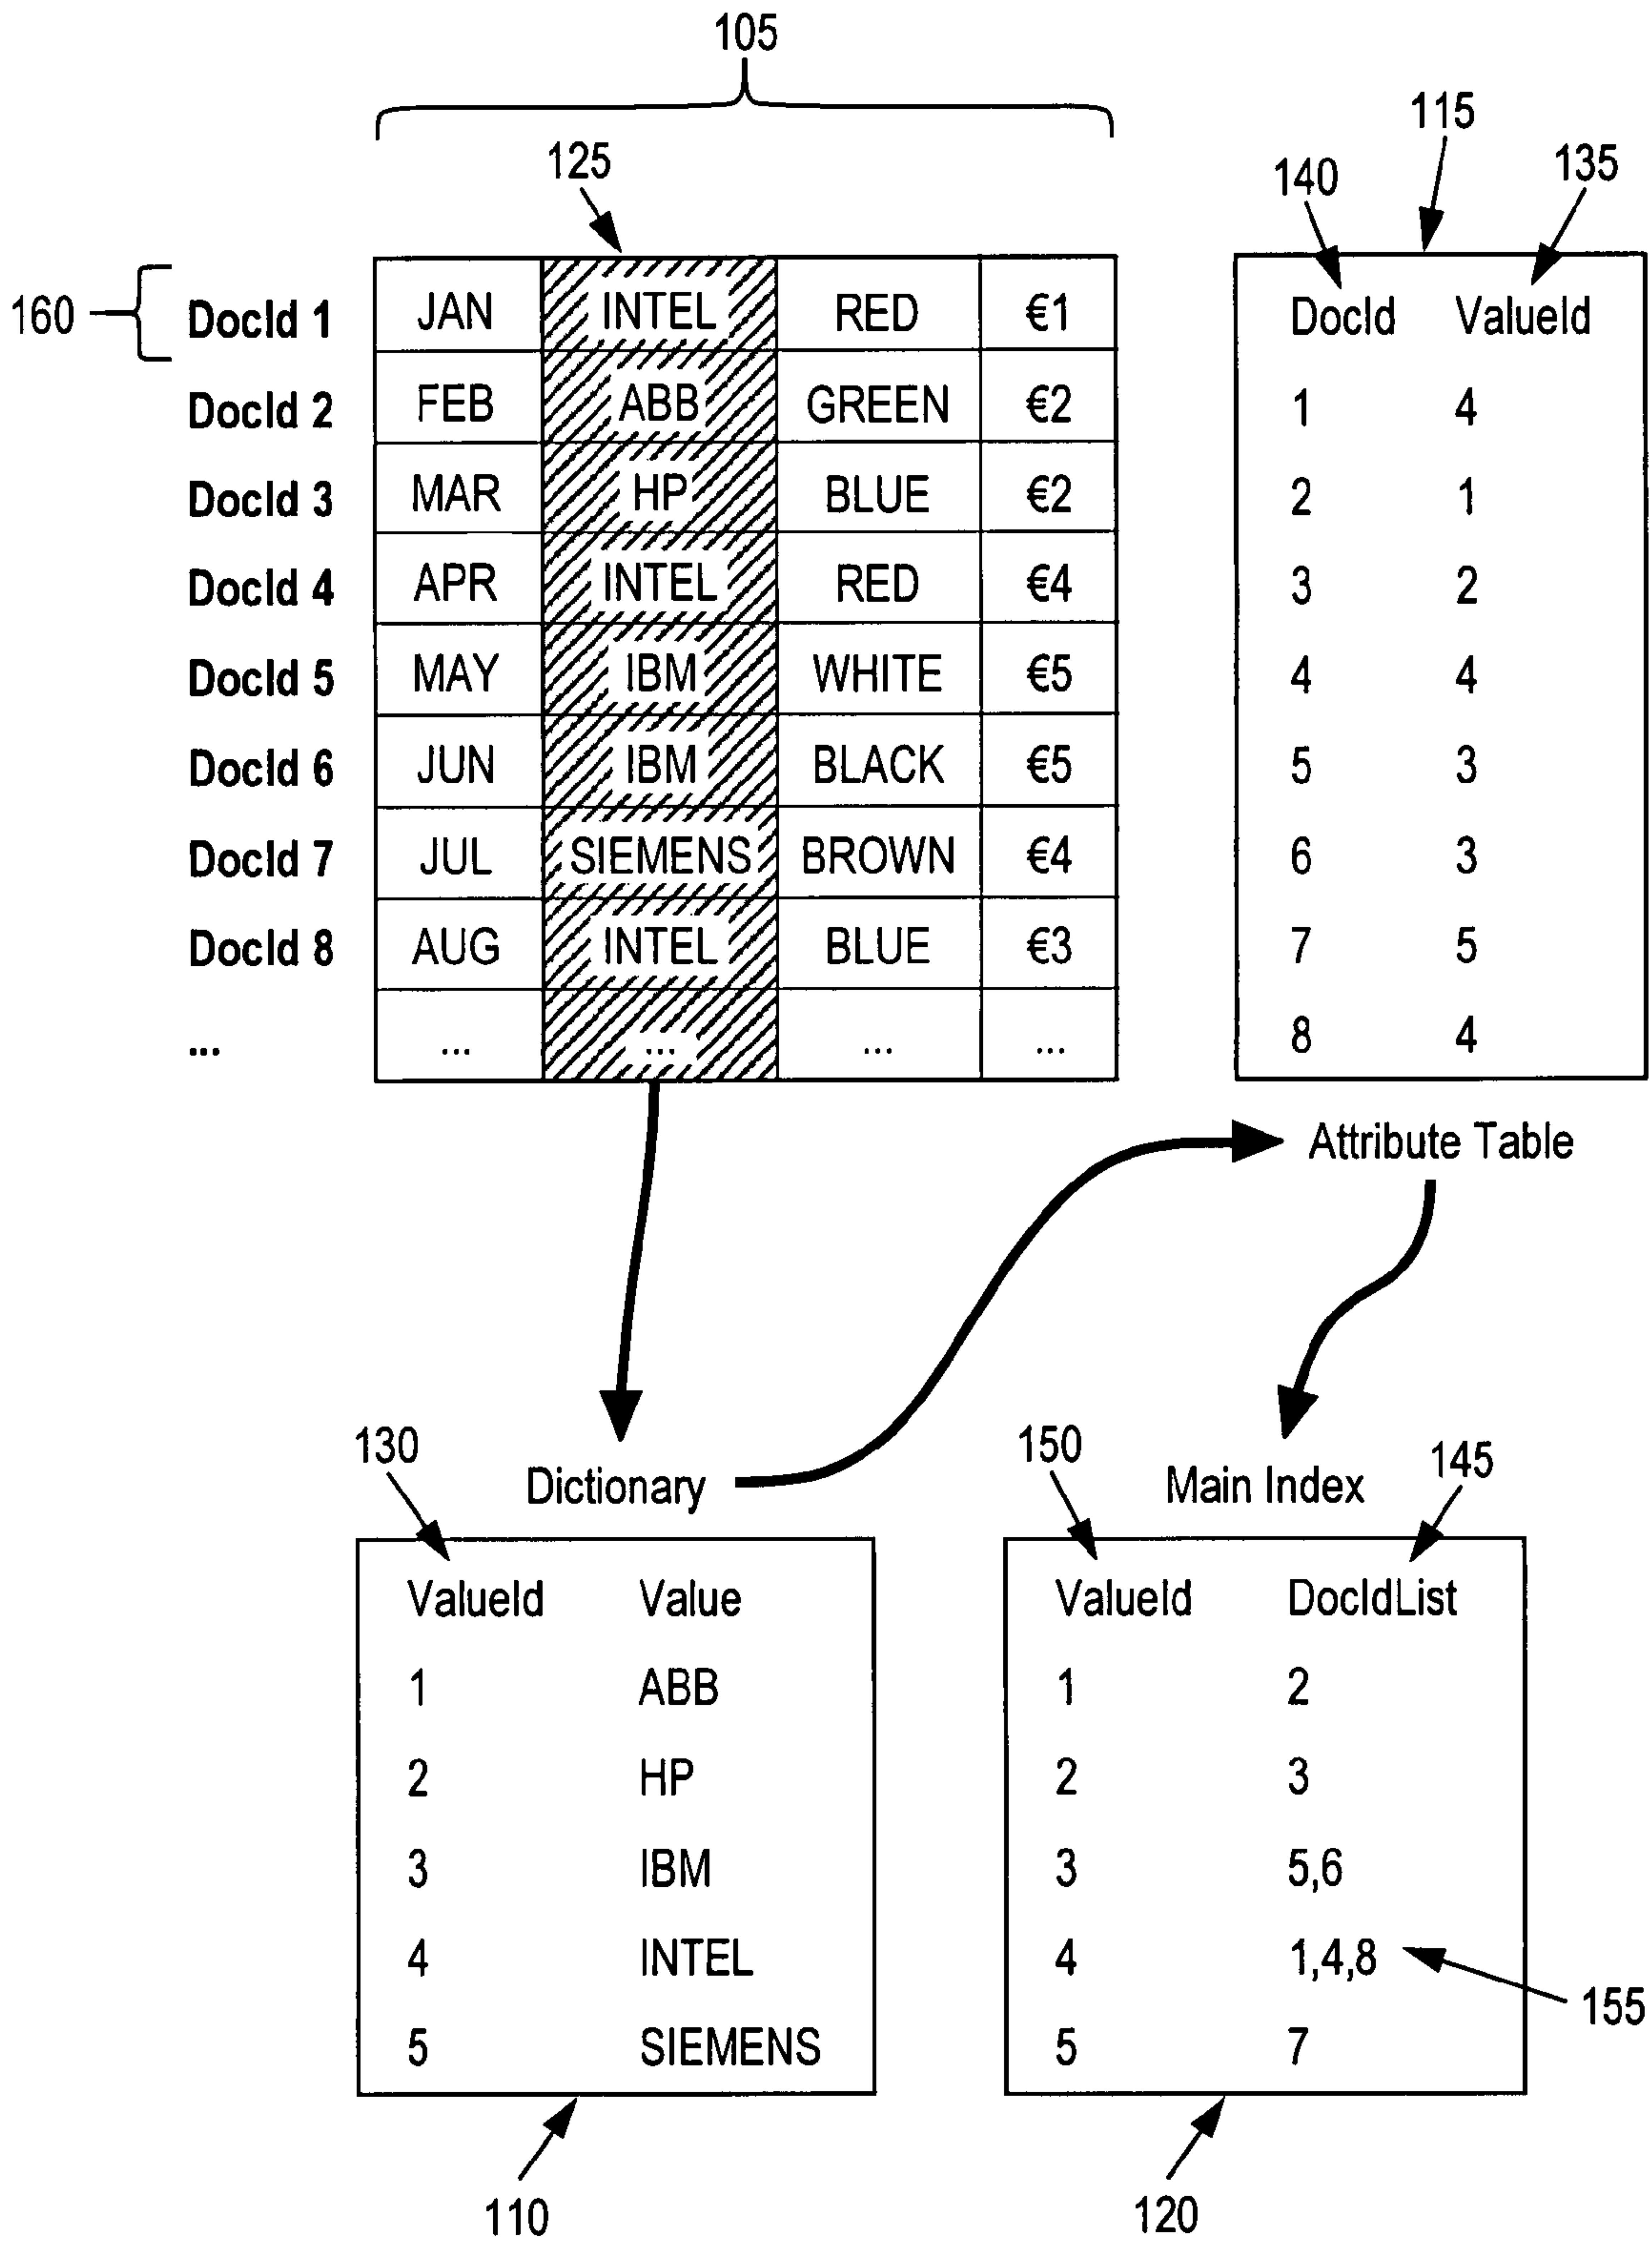 105
125
115
140 135
160
DocId 1 JAN INTEL RED €1
DocId 2 FEB ABB GREEN €2
DocId 3 MAR HP BLUE €2
DocId 4 APR INTEL RED €4
DocId 5 MAY IBM WHITE €5
DocId 6 JUN IBM BLACK €5
DocId 7 JUL SIEMENS BROWN €4
DocId 8 AUG INTEL BLUE €3
... ... ... ... ...
DocId ValueId
1 4
2 1
3 2
4 4
5 3
6 3
7 5
8 4
Attribute Table
130
Dictionary
ValueId Value
1 ABB
2 HP
3 IBM
4 INTEL
5 SIEMENS
110
150
145
Main Index
ValueId DocIdList
1 2
2 3
3 5,6
4 1,4,8
5 7
155
120